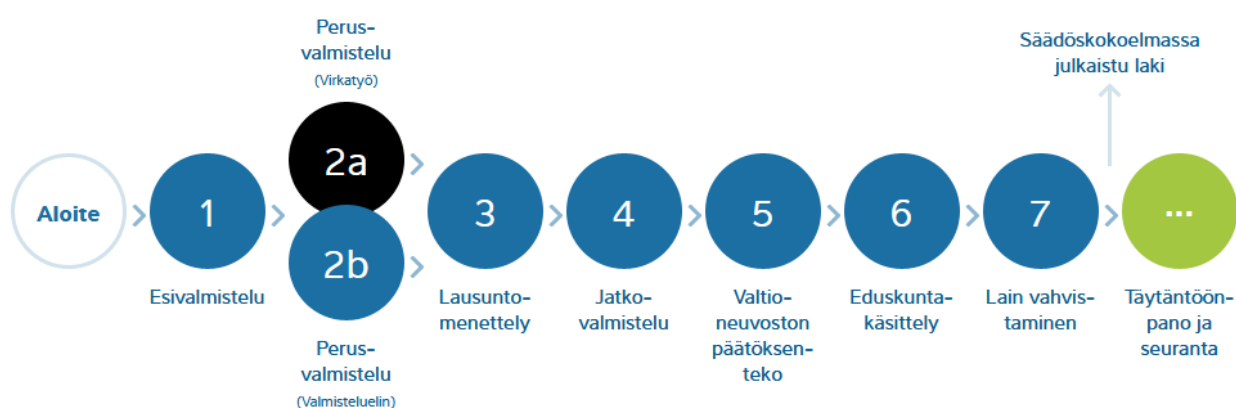 Perus-
valmistelu
(Virkatyö)
Säädöskokoelmassa
julkaistu laki
Aloite
1
2a
2b
3
4
5
6
7
...
Esivalmistelu
Lausunto-
menettely
Jatko-
valmistelu
Valtio-
neuvoston
päätöksen-
teko
Eduskunta-
käsittely
Lain vahvis-
taminen
Täytäntöön-
pano ja
seuranta
Perus-
valmistelu
(Valmisteluelin)